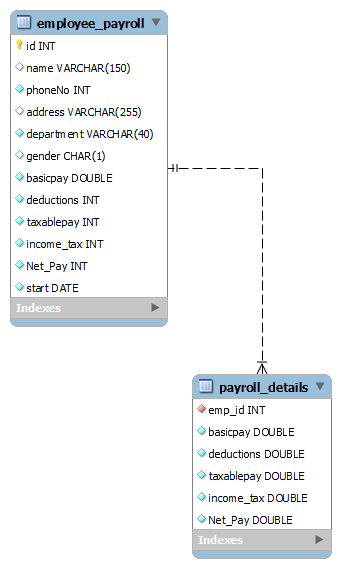 employee_payroll
id INT
name VARCHAR(150)
phoneNo INT
address VARCHAR(255)
department VARCHAR(40)
gender CHAR(1)
basicpay DOUBLE
deductions INT
taxablepay INT
income_tax INT
Net_Pay INT
start DATE
Indexes
payroll_details
emp_id INT
basicpay DOUBLE
deductions DOUBLE
taxablepay DOUBLE
income_tax DOUBLE
Net_Pay DOUBLE
Indexes